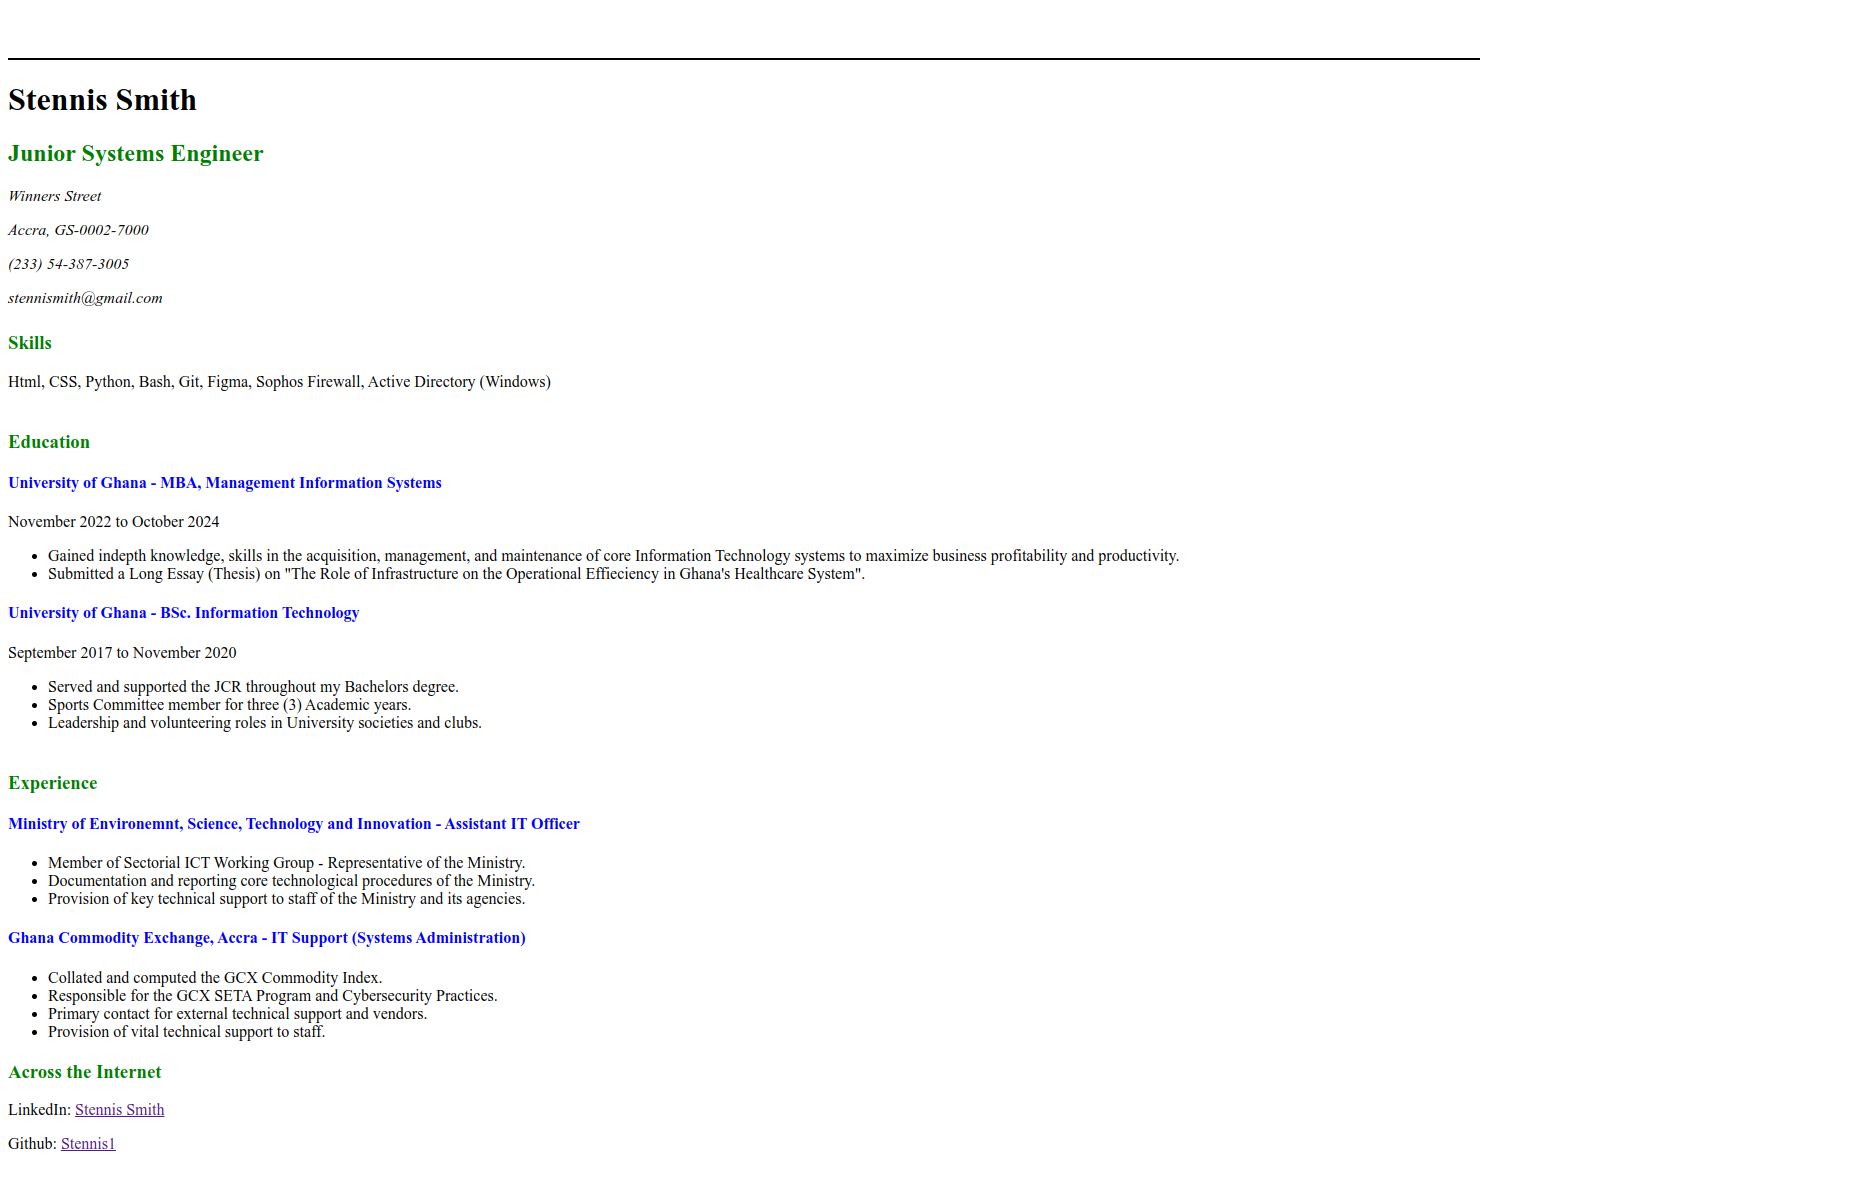 Stennis Smith
Junior Systems Engineer
Winners Street
Accra, GS-0002-7000
(233) 54-387-3005
stennismith@gmail.com
Skills
Html, CSS, Python, Bash, Git, Figma, Sophos Firewall, Active Directory (Windows)
Education
University of Ghana - MBA, Management Information Systems
November 2022 to October 2024
• Gained indepth knowledge, skills in the acquisition, management, and maintenance of core Information Technology systems to maximize business profitability and productivity.
• Submitted a Long Essay (Thesis) on "The Role of Infrastructure on the Operational Effieciency in Ghana's Healthcare System".
University of Ghana - BSc. Information Technology
September 2017 to November 2020
• Served and supported the JCR throughout my Bachelors degree.
• Sports Committee member for three (3) Academic years.
• Leadership and volunteering roles in University societies and clubs.
Experience
Ministry of Environemnt, Science, Technology and Innovation - Assistant IT Officer
• Member of Sectorial ICT Working Group - Representative of the Ministry.
• Documentation and reporting core technological procedures of the Ministry.
• Provision of key technical support to staff of the Ministry and its agencies.
Ghana Commodity Exchange, Accra - IT Support (Systems Administration)
• Collated and computed the GCX Commodity Index.
• Responsible for the GCX SETA Program and Cybersecurity Practices.
• Primary contact for external technical support and vendors.
• Provision of vital technical support to staff.
Across the Internet
LinkedIn: Stennis Smith
Github: Stennis1